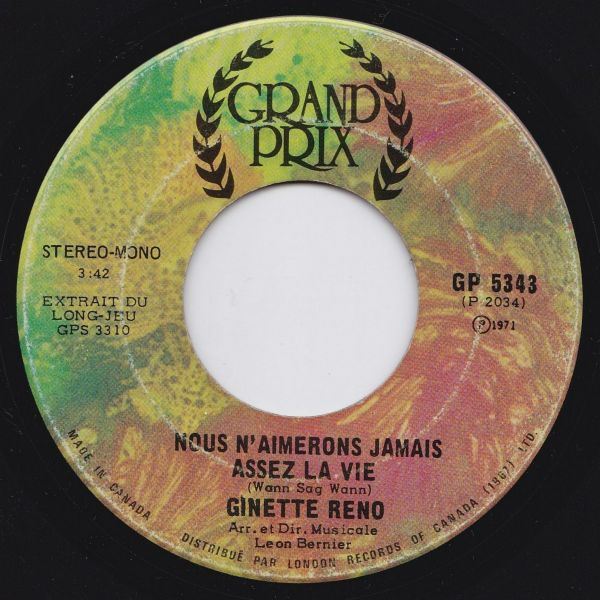 GRAND
PRIX
STEREO-MONO
3:42
EXTRAIT DU
LONG-JEU
GPS 3310
GP 5343
(P 2034)
Ⓟ1971
NOUS N'AIMERONS JAMAIS
ASSEZ LA VIE
(Wann Sag Wann)
GINETTE RENO
Arr. et Dir. Musicale
Leon Bernier
MADE IN CANADA
DISTRIBUÉ PAR LONDON RECORDS OF CANADA (1967) LTD.